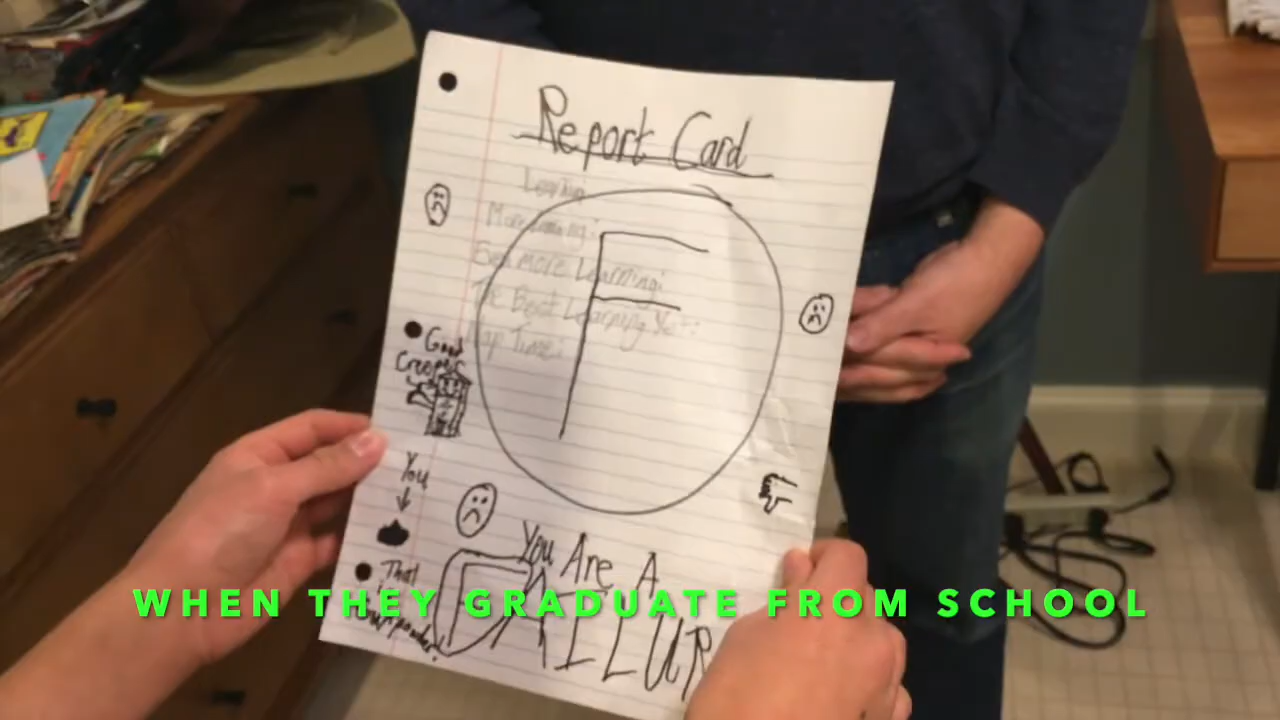 Report Card
Learning
More Learning:
Even more Learning:
The Best Learning Yet:
Nap Time:
F
Good
You
You Are A
That
FAILUR
WHEN THEY GRADUATE FROM SCHOOL